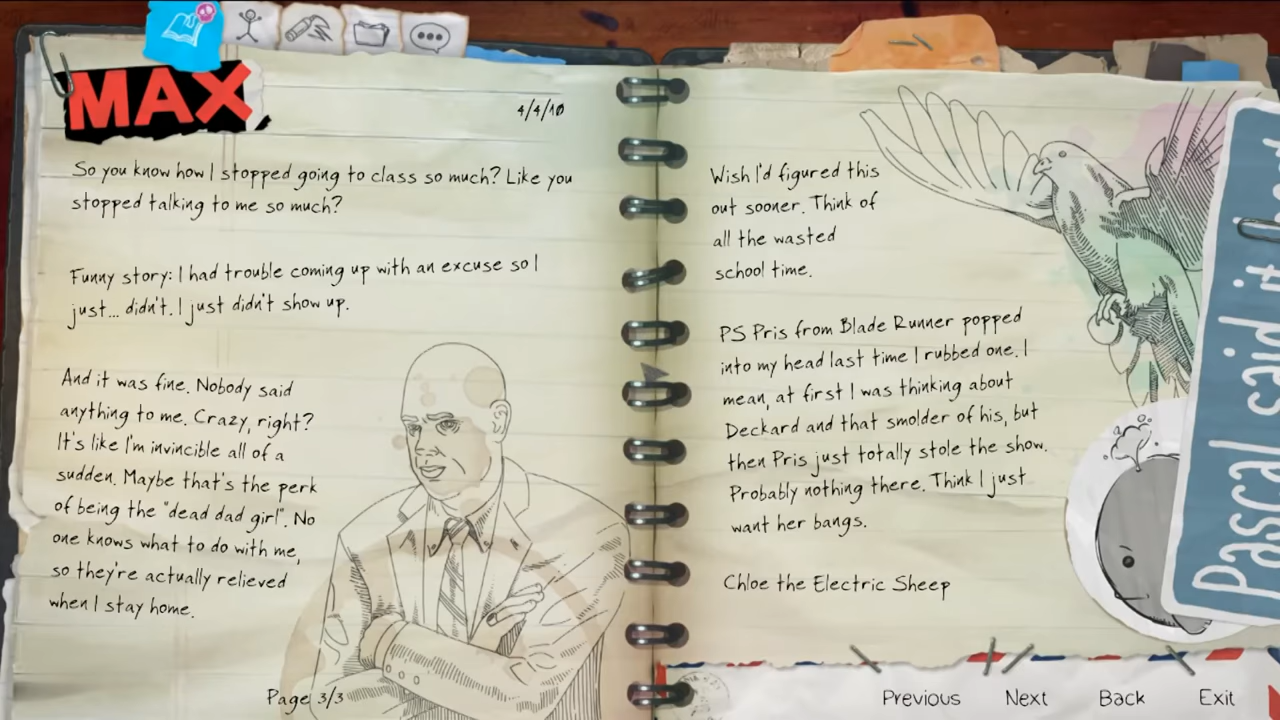 MAX
4/4/10
So you know how I stopped going to class so much? Like you
stopped talking to me so much?
Funny story: I had trouble coming up with an excuse so I
just... didn't. I just didn't show up.
And it was fine. Nobody said
anything to me. Crazy, right?
It's like I'm invincible all of a
sudden. Maybe that's the perk
of being the "dead dad girl". No
one knows what to do with me,
so they're actually relieved
when I stay home.
Page 3/3
Wish I'd figured this
out sooner. Think of
all the wasted
school time.
PS Pris from Blade Runner popped
into my head last time I rubbed one. I
mean, at first I was thinking about
Deckard and that smolder of his, but
then Pris just totally stole the show.
Probably nothing there. Think I just
want her bangs.
Chloe the Electric Sheep
Pascal said it
Previous
Next
Back
Exit